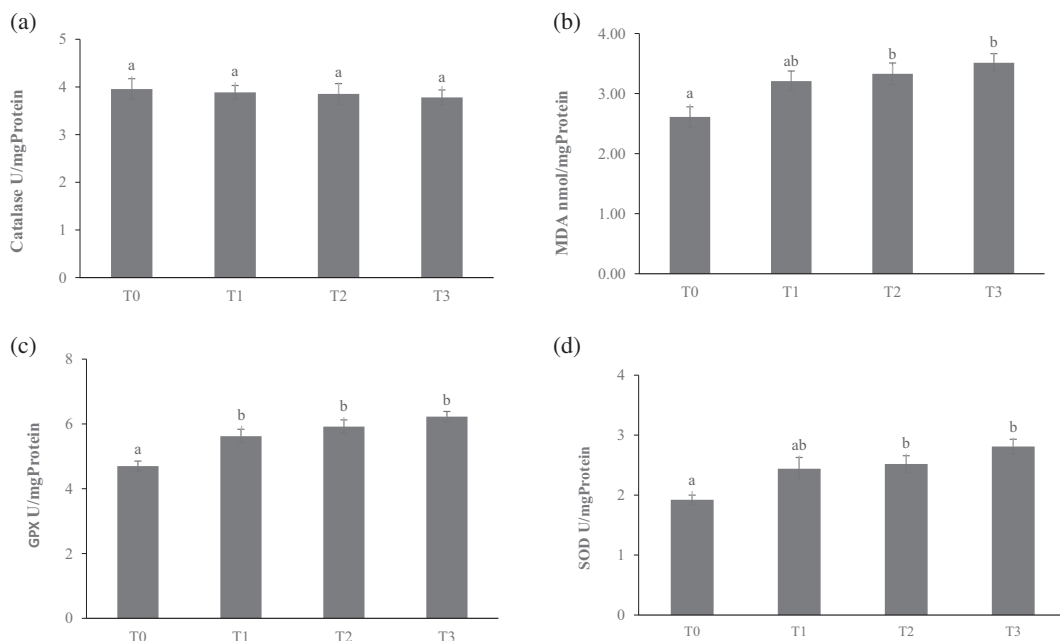 (a)
5
4
3
2
1
0
Catalase U/mgProtein
a
a
a
a
T0
T1
T2
T3
(b)
4.00
3.00
2.00
1.00
0.00
MDA nmol/mgProtein
a
ab
b
b
T0
T1
T2
T3
(c)
8
6
4
2
0
GPX U/mgProtein
a
b
b
b
T0
T1
T2
T3
(d)
4
3
2
1
0
SOD U/mgProtein
a
ab
b
b
T0
T1
T2
T3